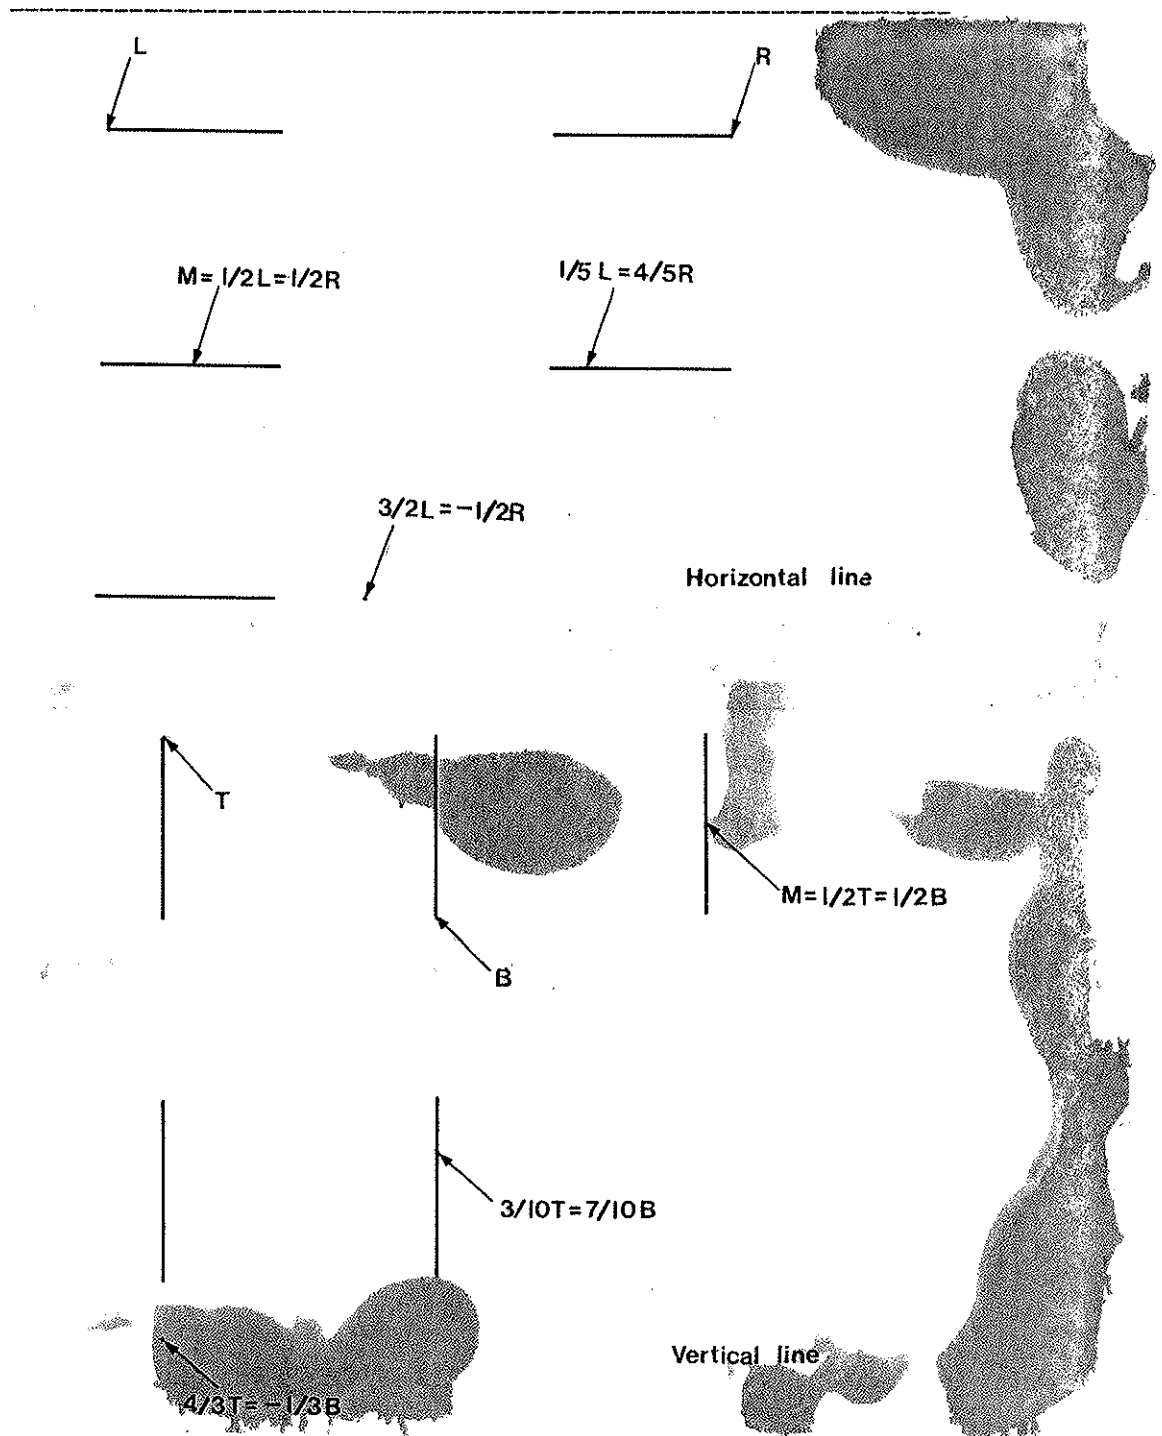 L
R
M=1/2L=1/2R
1/5L=4/5R
3/2L=-1/2R
Horizontal line
T
B
M=1/2T=1/2B
3/10T=7/10B
4/3T=-1/3B
Vertical line